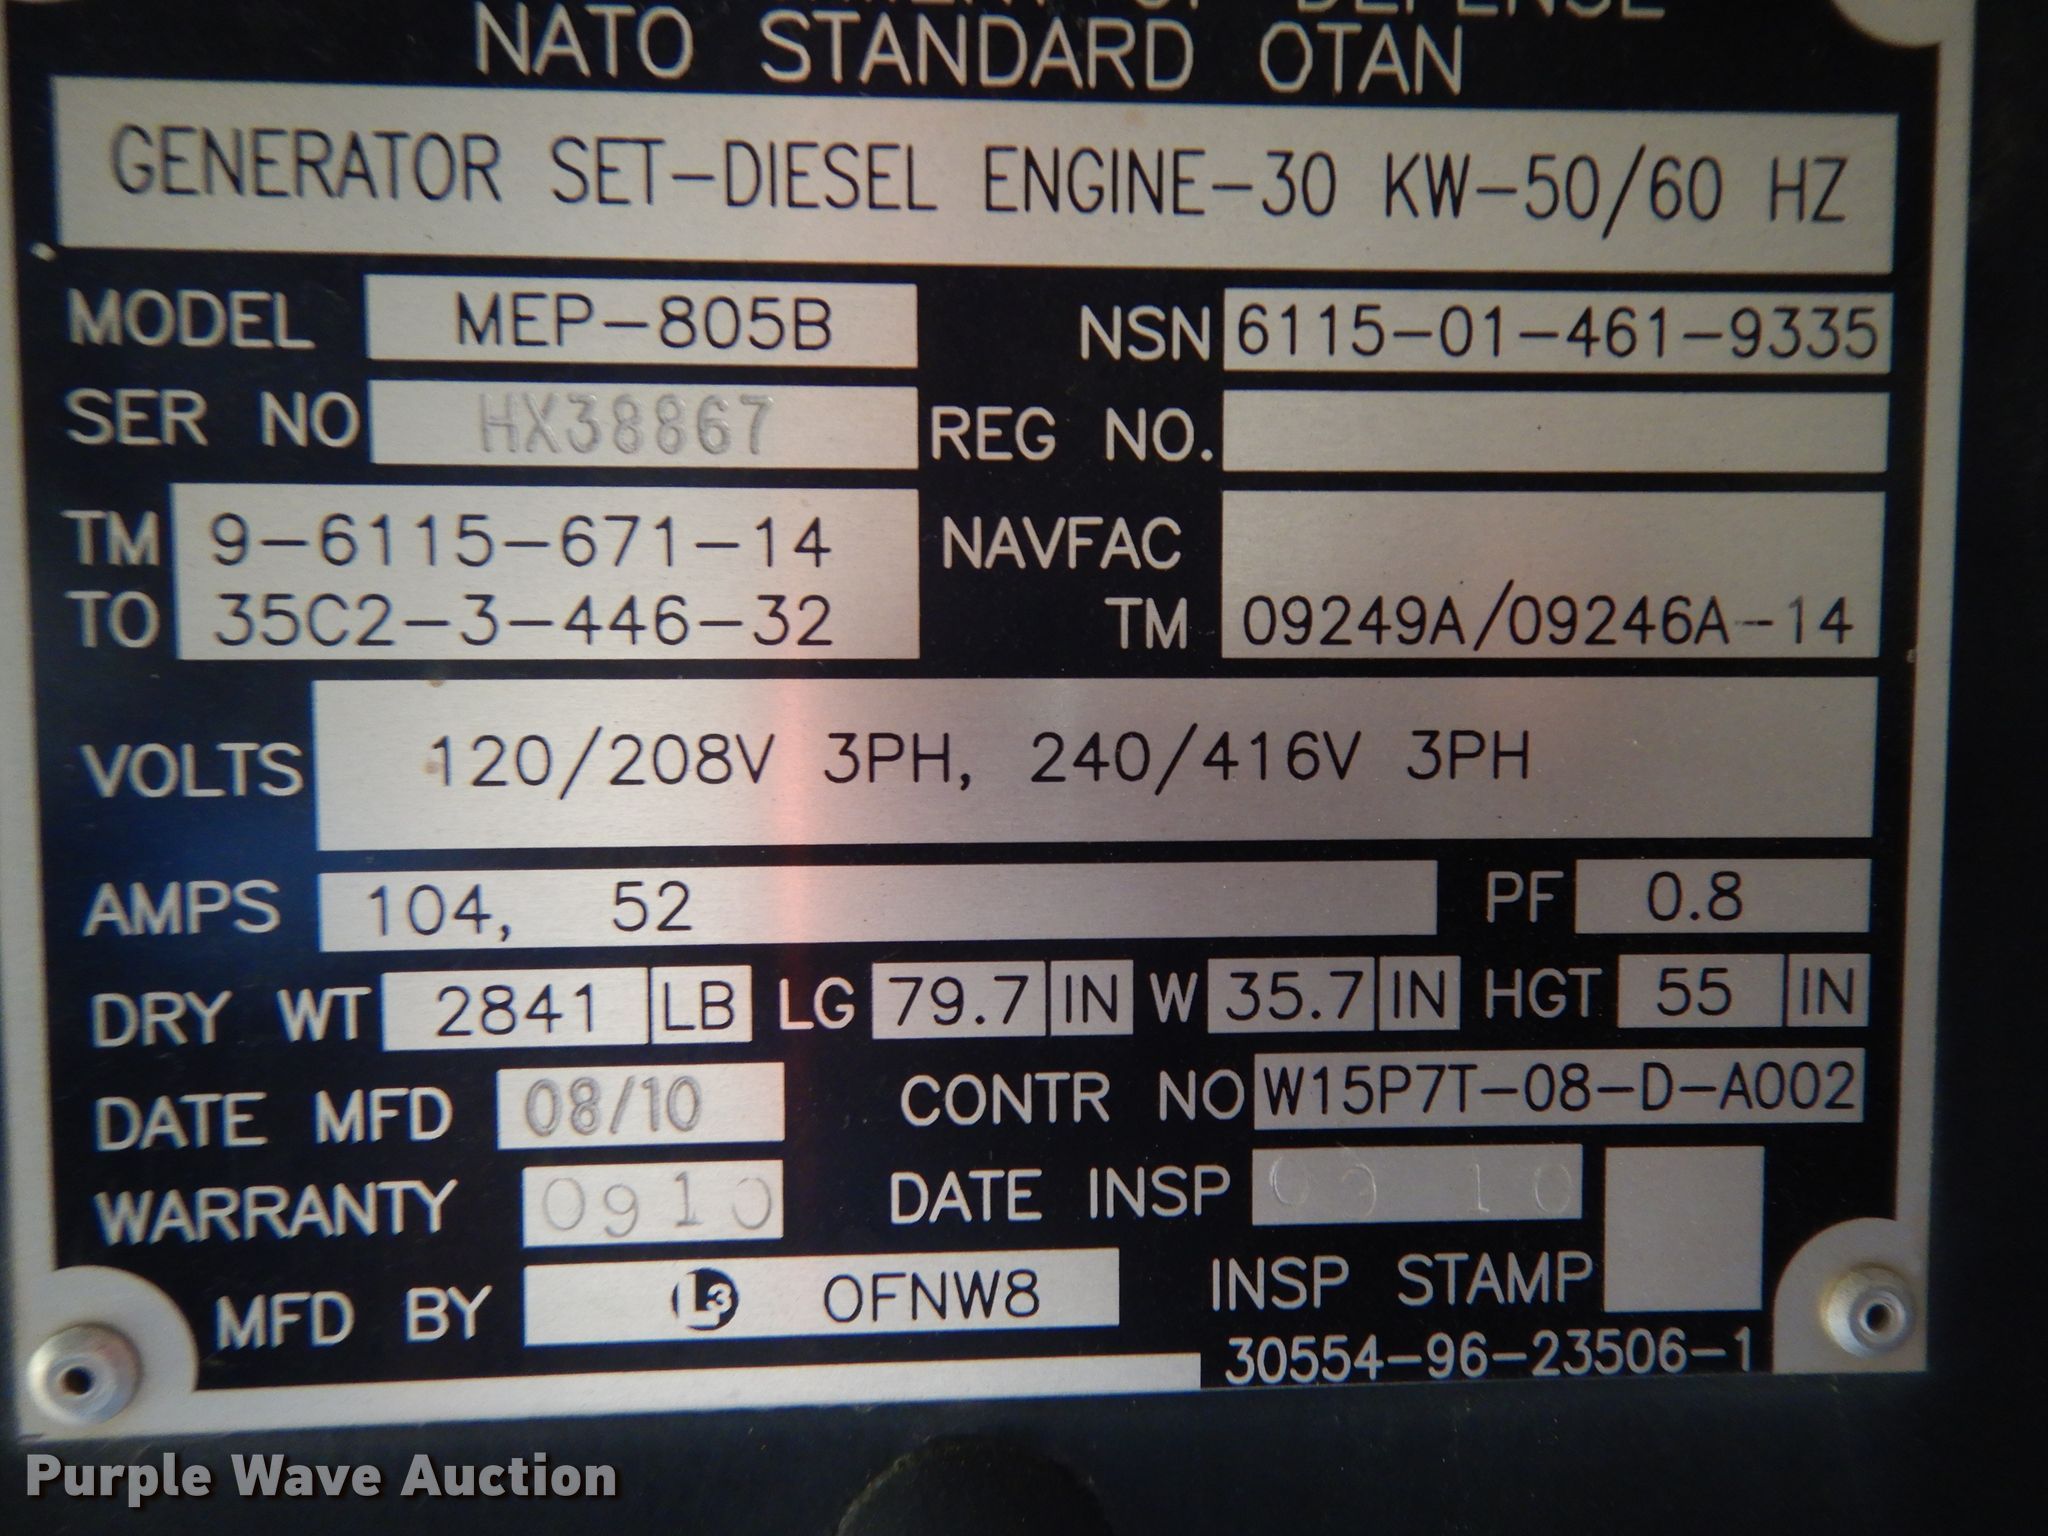 DEFENSE
NATO STANDARD OTAN
GENERATOR SET-DIESEL ENGINE-30 KW-50/60 HZ
MODEL MEP-805B NSN 6115-01-461-9335
SER NO HX38867 REG NO.
TM 9-6115-671-14 NAVFAC
TO 35C2-3-446-32 TM 09249A/09246A-14
VOLTS 120/208V 3PH, 240/416V 3PH
AMPS 104, 52 PF 0.8
DRY WT 2841 LB LG 79.7 IN W 35.7 IN HGT 55 IN
DATE MFD 08/10 CONTR NO W15P7T-08-D-A002
WARRANTY 0910 DATE INSP 10
MFD BY L3 0FNW8 INSP STAMP
30554-96-23506-1
Purple Wave Auction